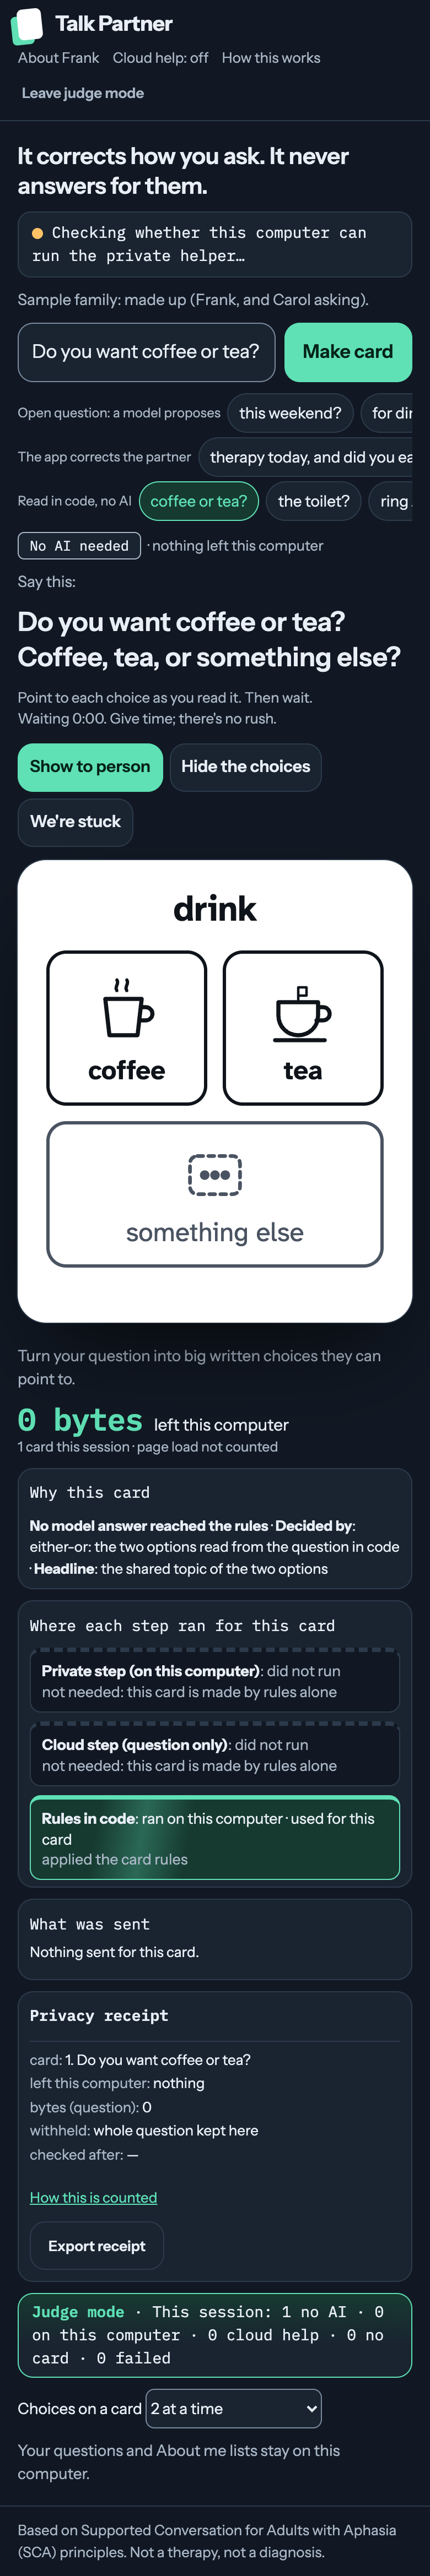 Talk Partner
About Frank Cloud help: off How this works
Leave judge mode
It corrects how you ask. It never
answers for them.
Checking whether this computer can
run the private helper…
Sample family: made up (Frank, and Carol asking).
Do you want coffee or tea? Make card
Open question: a model proposes this weekend? for din
The app corrects the partner therapy today, and did you ea
Read in code, no AI coffee or tea? the toilet? ring
No AI needed · nothing left this computer
Say this:
Do you want coffee or tea?
Coffee, tea, or something else?
Point to each choice as you read it. Then wait.
Waiting 0:00. Give time; there's no rush.
Show to person Hide the choices
We're stuck
drink
coffee tea
something else
Turn your question into big written choices they can
point to.
0 bytes left this computer
1 card this session · page load not counted
Why this card
No model answer reached the rules · Decided by:
either-or: the two options read from the question in code
· Headline: the shared topic of the two options
Where each step ran for this card
Private step (on this computer): did not run
not needed: this card is made by rules alone
Cloud step (question only): did not run
not needed: this card is made by rules alone
Rules in code: ran on this computer · used for this
card
applied the card rules
What was sent
Nothing sent for this card.
Privacy receipt
card: 1. Do you want coffee or tea?
left this computer: nothing
bytes (question): 0
withheld: whole question kept here
checked after: —
How this is counted
Export receipt
Judge mode · This session: 1 no AI · 0
on this computer · 0 cloud help · 0 no
card · 0 failed
Choices on a card 2 at a time
Your questions and About me lists stay on this
computer.
Based on Supported Conversation for Adults with Aphasia
(SCA) principles. Not a therapy, not a diagnosis.